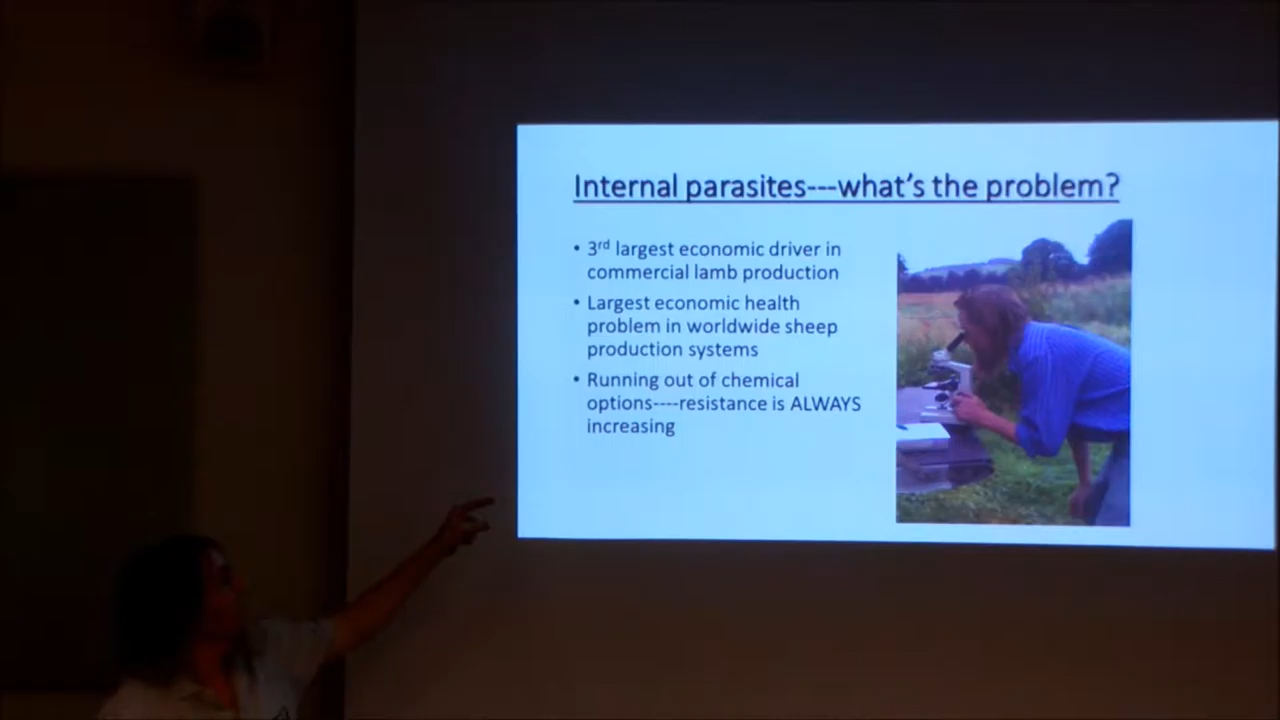 Internal parasites---what's the problem?
• 3rd largest economic driver in
commercial lamb production
• Largest economic health
problem in worldwide sheep
production systems
• Running out of chemical
options----resistance is ALWAYS
increasing